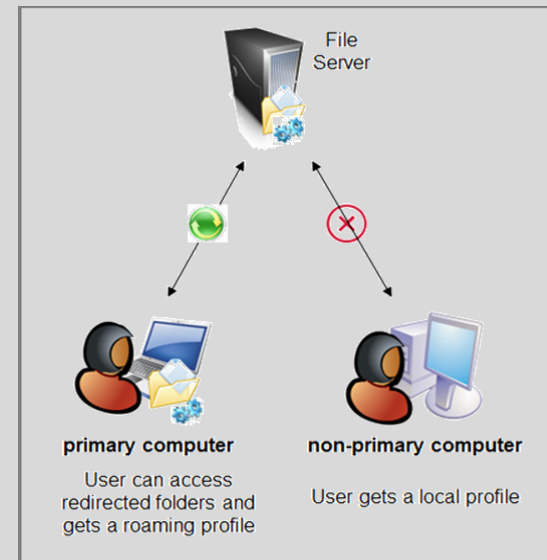 File
Server
primary computer
User can access
redirected folders and
gets a roaming profile
non-primary computer
User gets a local profile